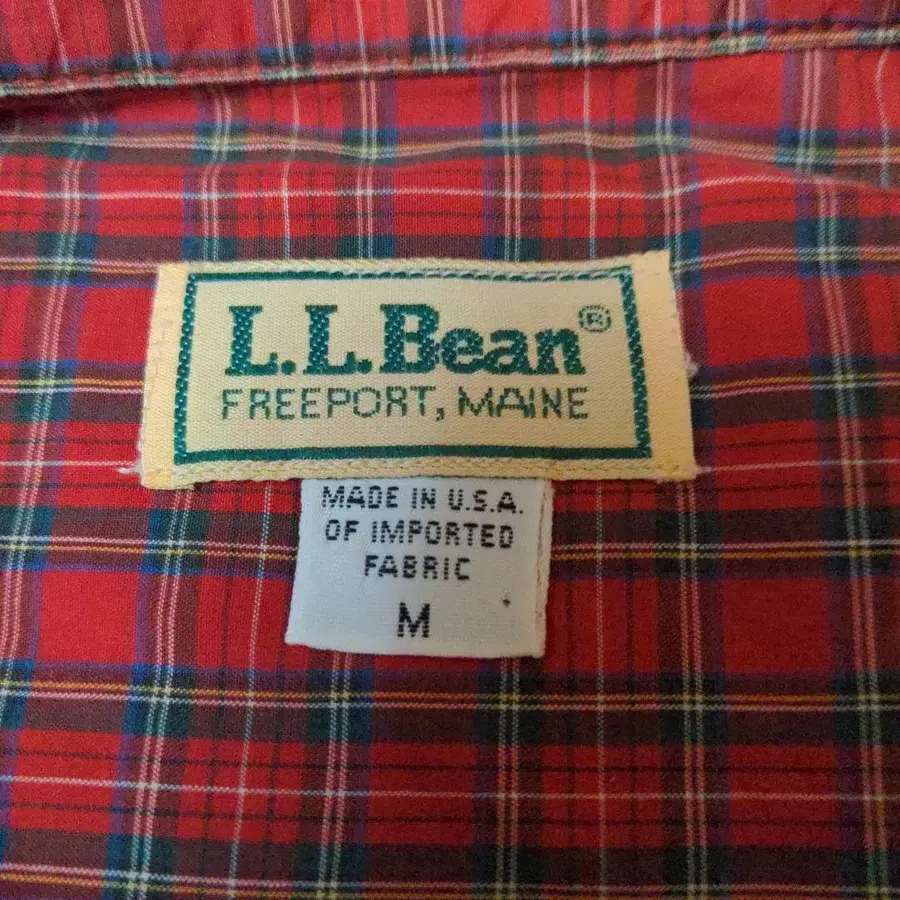 L.L.Bean®
FREEPORT, MAINE
MADE IN U.S.A.
OF IMPORTED
FABRIC
M